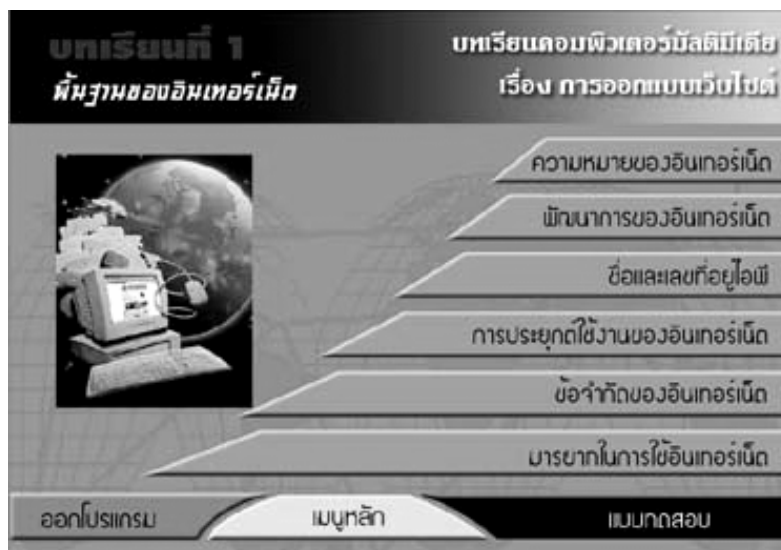 บทเรียนที่ 1
พื้นฐานของอินเทอร์เน็ต
บทเรียนคอมพิวเตอร์มัลติมีเดีย
เรื่อง การออกแบบเว็บไซต์
ความหมายของอินเทอร์เน็ต
พัฒนาการของอินเทอร์เน็ต
ชื่อและเลขที่อยู่ไอพี
การประยุกต์ใช้งานของอินเทอร์เน็ต
ข้อจำกัดของอินเทอร์เน็ต
มารยาทในการใช้อินเทอร์เน็ต
ออกโปรแกรม
เมนูหลัก
แบบทดสอบ